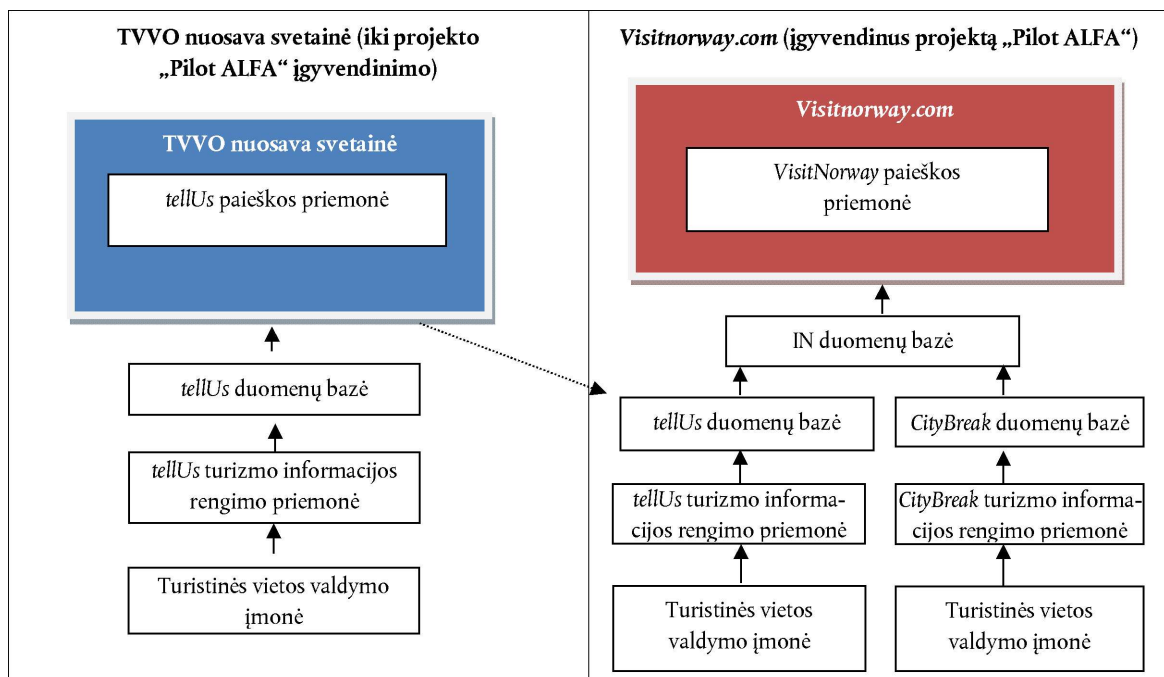 TVVO nuosava svetainė (iki projekto
„Pilot ALFA“ įgyvendinimo)
TVVO nuosava svetainė
tellUs paieškos priemonė
tellUs duomenų bazė
tellUs turizmo informacijos
rengimo priemonė
Turistinės vietos valdymo
įmonė
Visitnorway.com (įgyvendinus projektą „Pilot ALFA“)
Visitnorway.com
VisitNorway paieškos
priemonė
IN duomenų bazė
tellUs duomenų bazė
tellUs turizmo informa-
cijos rengimo priemonė
Turistinės vietos
valdymo įmonė
CityBreak duomenų bazė
CityBreak turizmo informa-
cijos rengimo priemonė
Turistinės vietos
valdymo įmonė